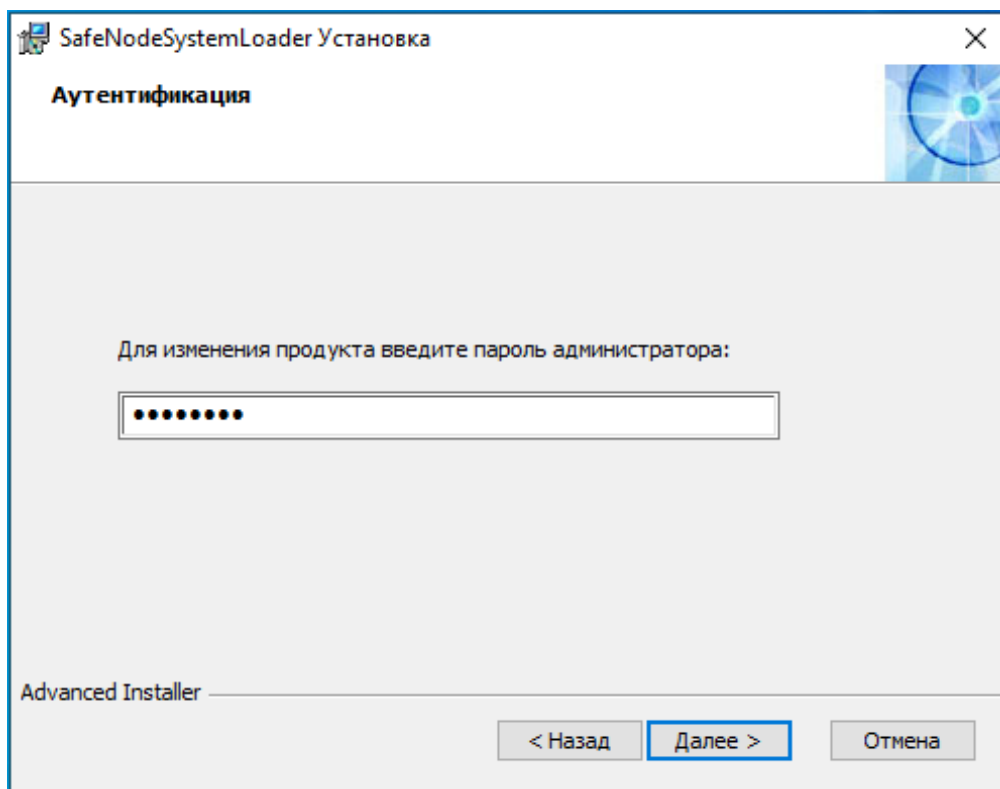 SafeNodeSystemLoader Установка
Аутентификация
Для изменения продукта введите пароль администратора:
••••••••
Advanced Installer
< Назад
Далее >
Отмена